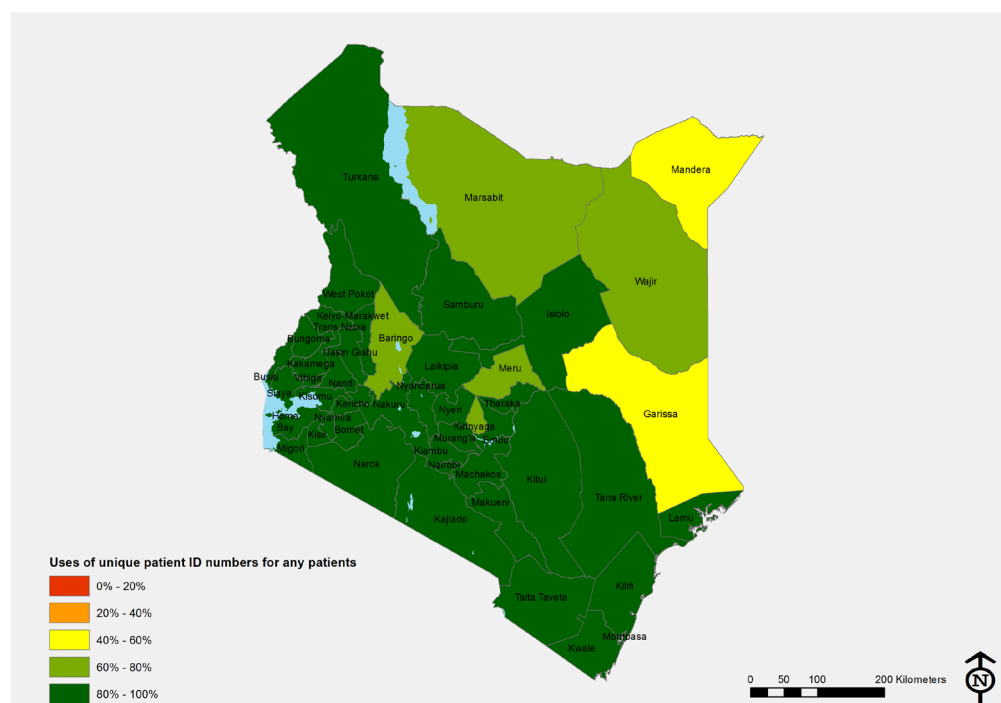 Mandera
Turkana
Marsabit
Wajir
West Pokot
Samburu
Isiolo
Keiyo-Marakwet
Trans Nzoia
Bungoma
Baringo
Uasin Gishu
Kakamega
Laikipia
Meru
Busia
Vihiga
Nandi
Nyandarua
Siaya
Kisumu
Kericho
Nakuru
Tharaka
Nyeri
Garissa
Homa
Bay
Nyamira
Kirinyaga
Kisii
Bomet
Murang'a
Embu
Migori
Kiambu
Narok
Nairobi
Machakos
Kitui
Makueni
Tana River
Kajiado
Lamu
Kilifi
Taita Taveta
Mombasa
Kwale
Uses of unique patient ID numbers for any patients
0% - 20%
20% - 40%
40% - 60%
60% - 80%
80% - 100%
0 50 100 200 Kilometers
N